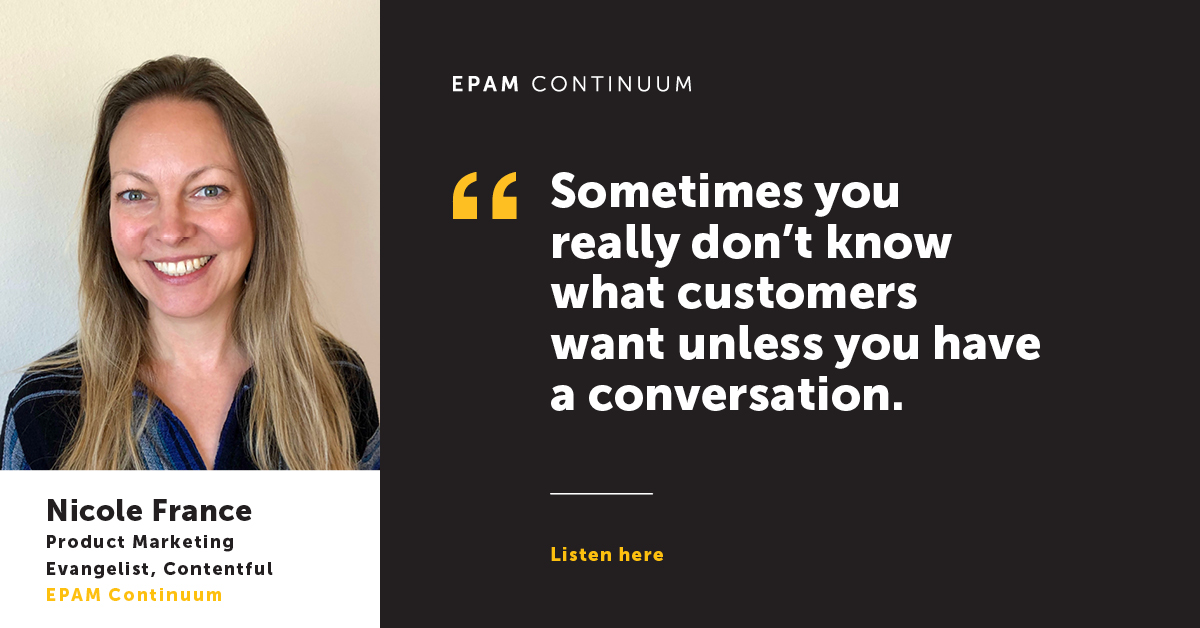 EPAM CONTINUUM
“
Sometimes you
really don’t know
what customers
want unless you have
a conversation.
Listen here
Nicole France
Product Marketing
Evangelist, Contentful
EPAM Continuum